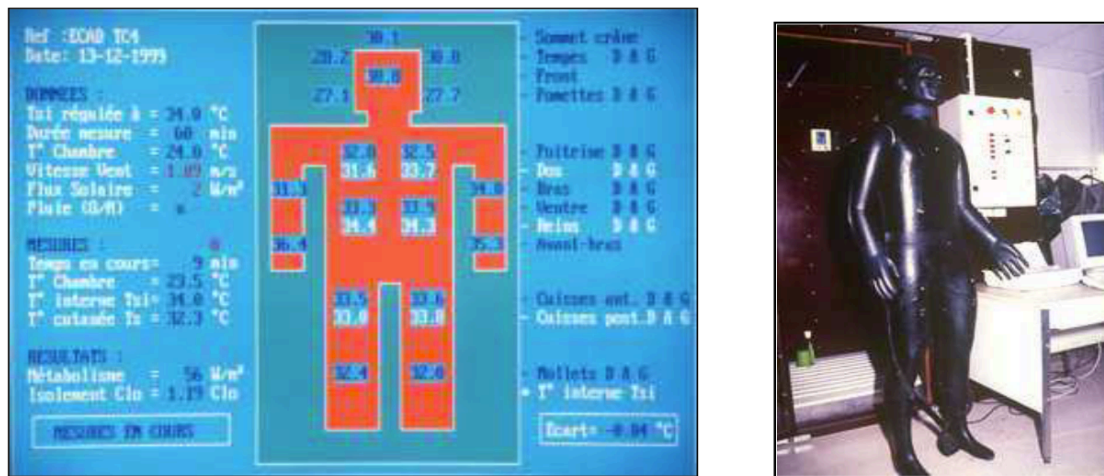 Ref :ECAD TC4
Date: 13-12-1999
DONNEES :
Tsi régulée à = 34.0 °C
Durée mesure = 60 min
T° Chambre = 24.0 °C
Vitesse Vent = 1.09 m/s
Flux Solaire = 2 W/m²
Pluie (O/N) =
MESURES :
Temps en cours= 9 min
T° Chambre = 23.5 °C
T° interne Tsi= 34.0 °C
T° cutanée Ts = 32.3 °C
RESULTATS :
Métabolisme = 56 W/m²
Isolement Clo = 1.19 Clo
MESURES EN COURS
30.1
30.8
30.8
27.1 27.7
32.0 32.5
31.6 33.7
31.3 34.0
33.3 33.9
34.4 34.3
36.4 35.3
33.5 33.6
33.0 33.8
32.4 32.0
- Sommet crâne
- Tempes D & G
- Front
- Pomettes D & G
- Poitrine D & G
- Dos D & G
- Bras D & G
- Ventre D & G
- Reins D & G
- Avant-bras
- Cuisses ant. D & G
- Cuisses post.D & G
- Mollets D & G
T° interne Tsi
Ecart= -0.04 °C